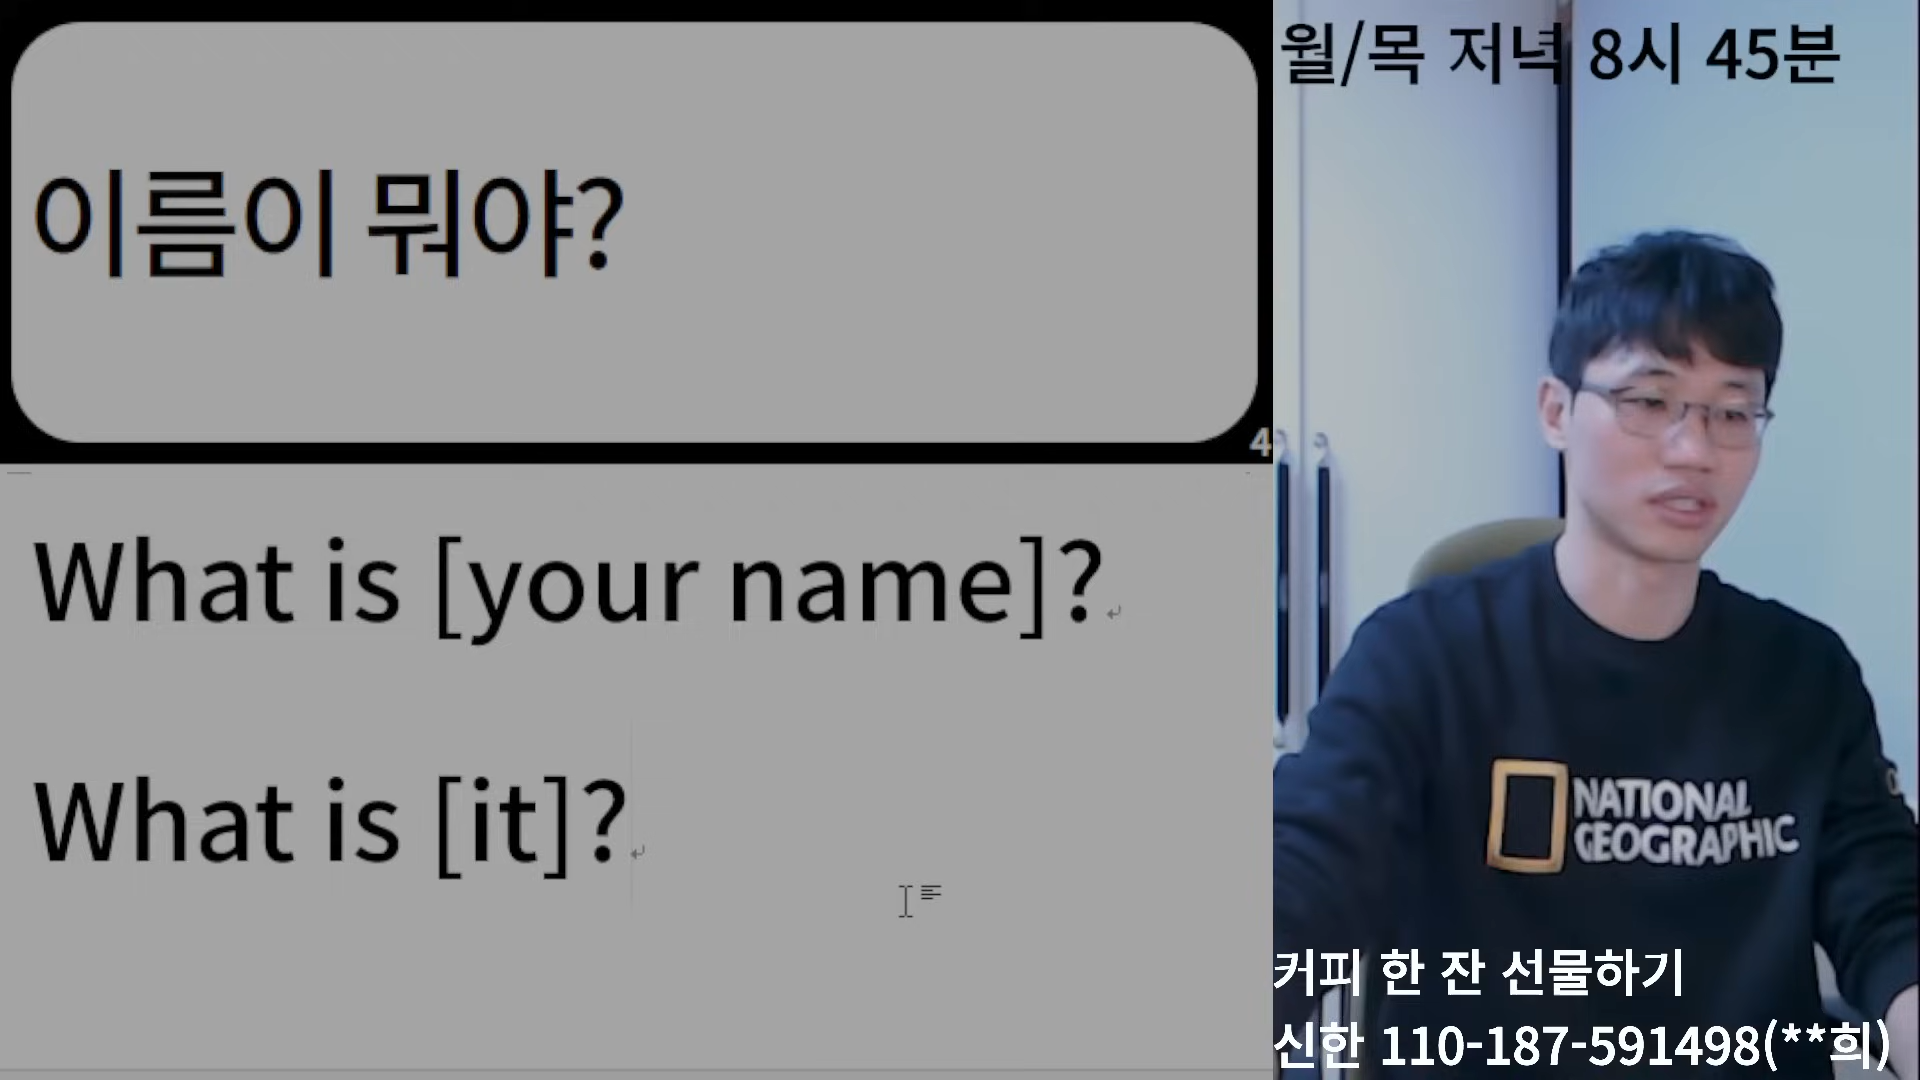 이름이 뭐야?
4
What is [your name]?
What is [it]?
월/목 저녁 8시 45분
NATIONAL
GEOGRAPHIC
커피 한 잔 선물하기
신한 110-187-591498(**희)